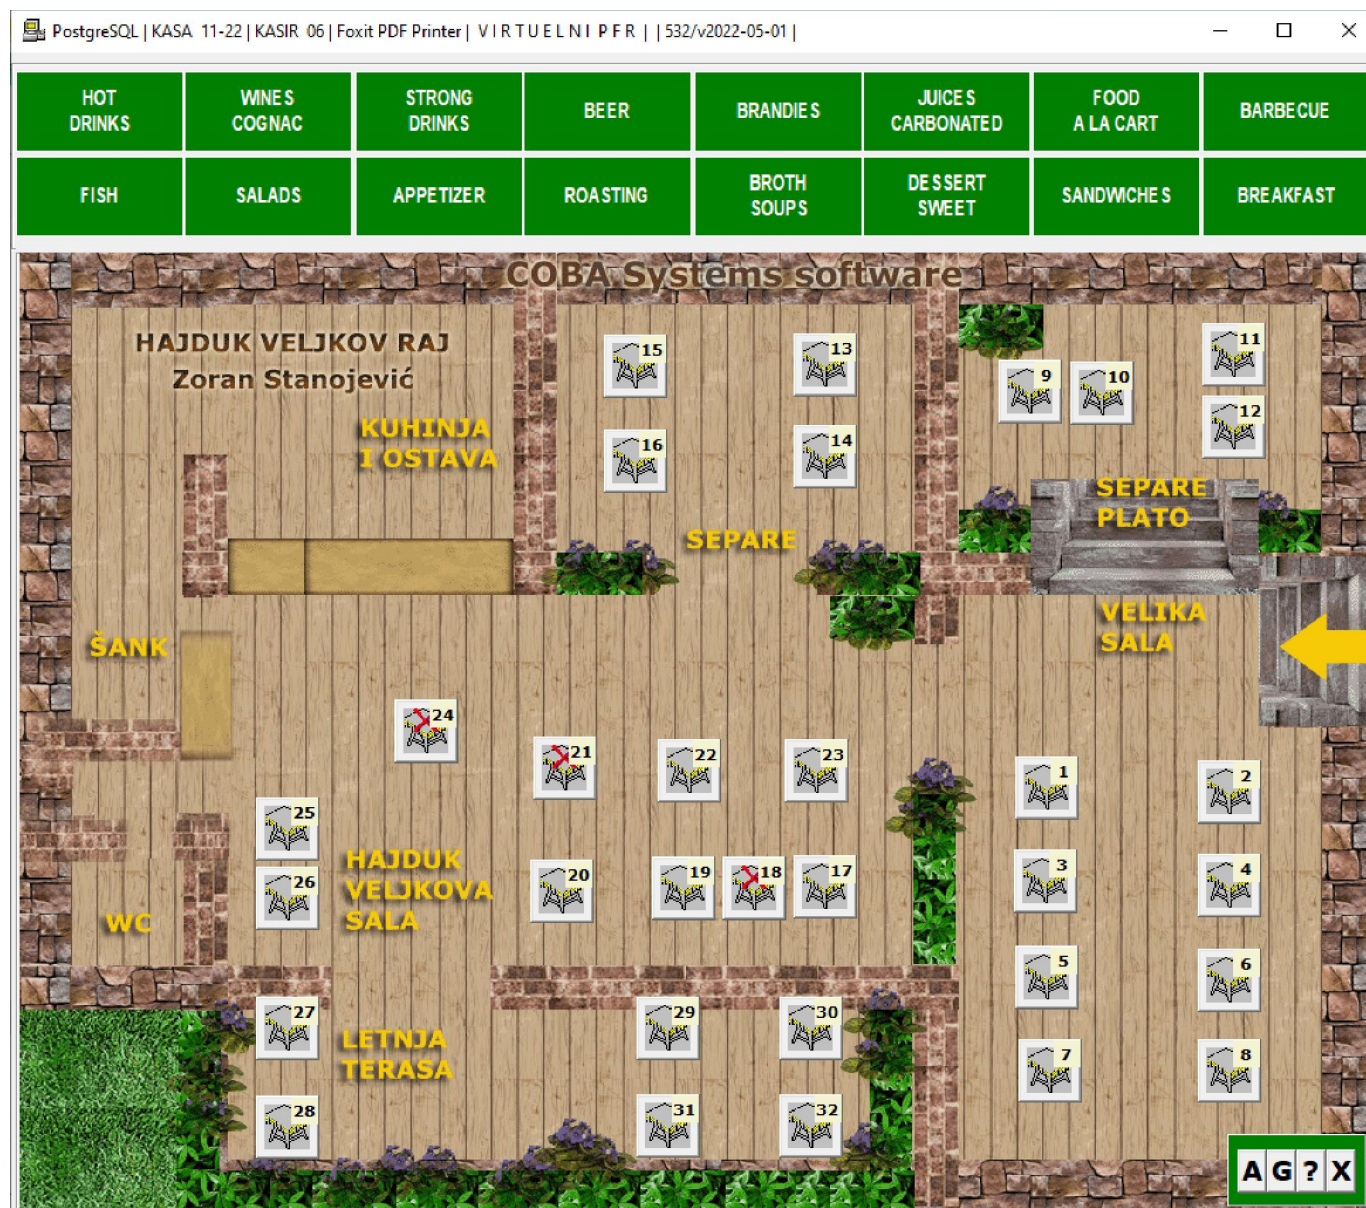 PostgreSQL | KASA 11-22 | KASIR 06 | Foxit PDF Printer | V I R T U E L N I P F R | | 532/v2022-05-01 |
HOT
DRINKS
WINES
COGNAC
STRONG
DRINKS
BEER
BRANDIES
JUICES
CARBONATED
FOOD
A LA CART
BARBECUE
FISH
SALADS
APPETIZER
ROASTING
BROTH
SOUPS
DESSERT
SWEET
SANDWICHES
BREAKFAST
COBA Systems software
HAJDUK VELJKOV RAJ
Zoran Stanojević
KUHINJA
I OSTAVA
15
13
16
14
SEPARE
9
10
11
12
SEPARE
PLATO
VELIKA
SALA
ŠANK
24
21
22
23
25
26
HAJDUK
VELJKOVA
SALA
20
19
18
17
WC
1
2
3
4
5
6
7
8
27
LETNJA
TERASA
28
29
30
31
32
A G ? X